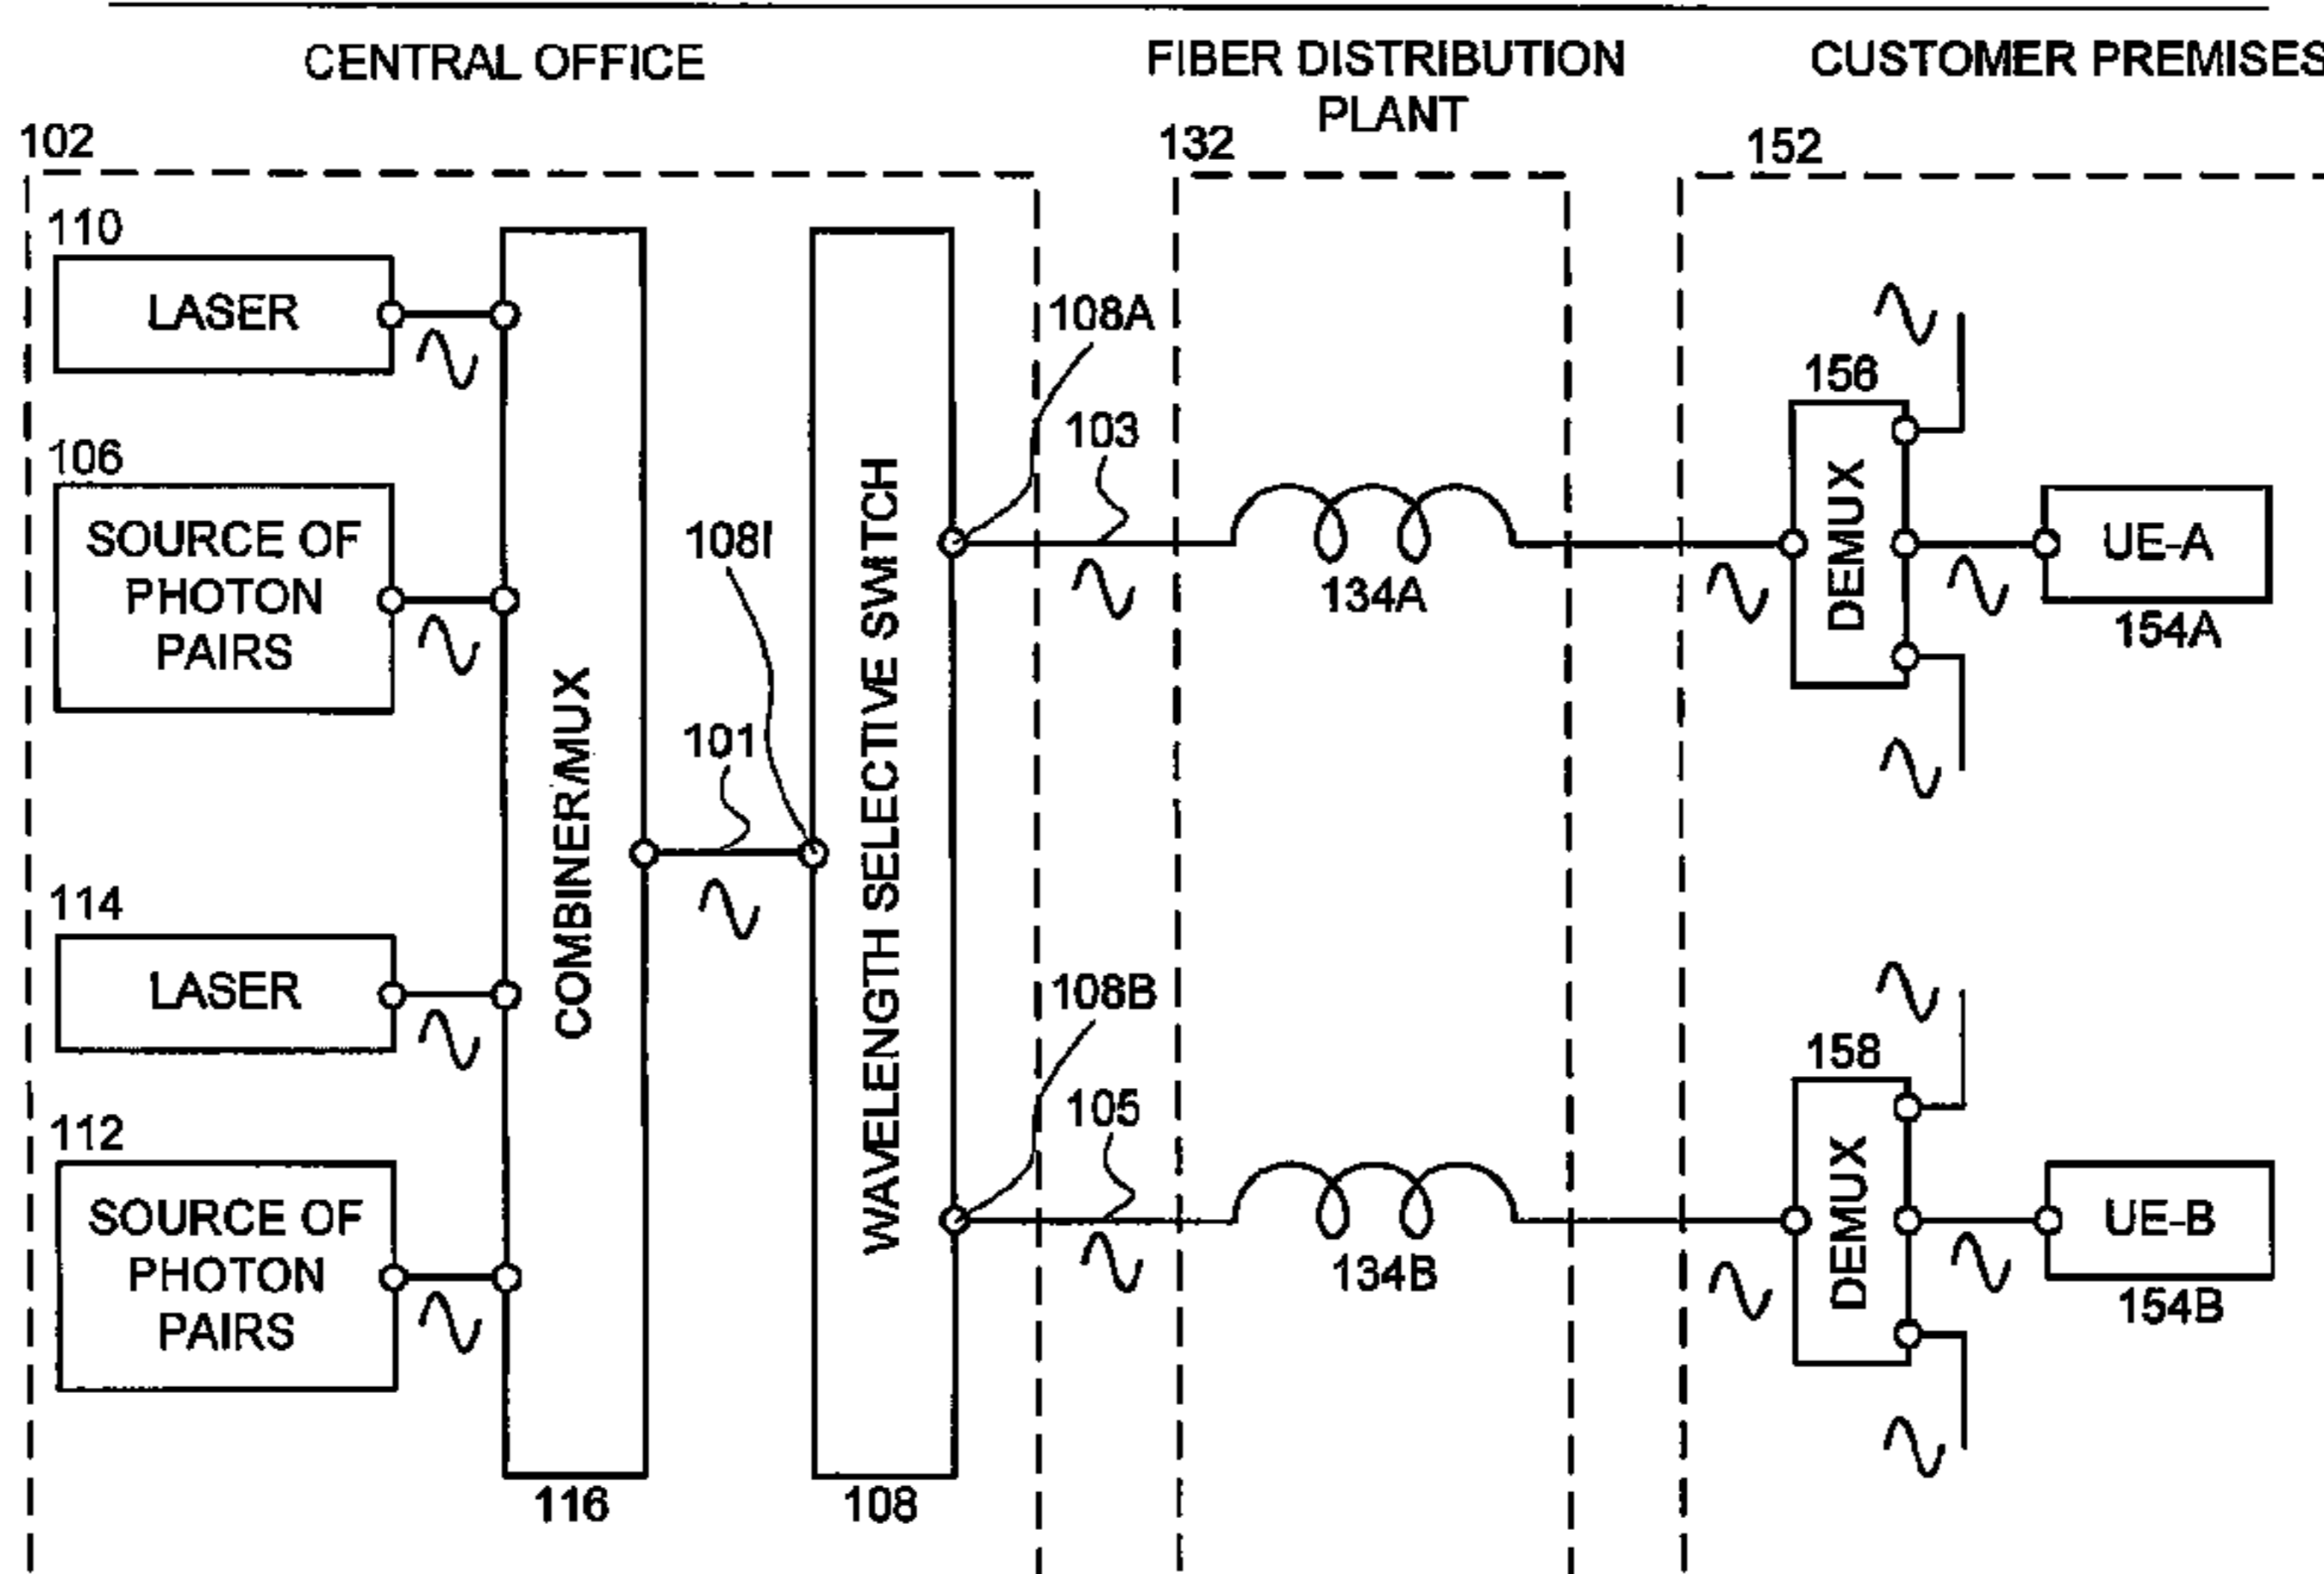 CENTRAL OFFICE
FIBER DISTRIBUTION
PLANT
CUSTOMER PREMISES
102
132
152
110
LASER
108A
156
106
103
SOURCE OF
PHOTON
PAIRS
108I
DEMUX
UE-A
134A
154A
COMBINER/MUX
101
WAVELENGTH SELECTIVE SWITCH
114
LASER
108B
158
112
105
SOURCE OF
PHOTON
PAIRS
DEMUX
UE-B
134B
154B
116
108